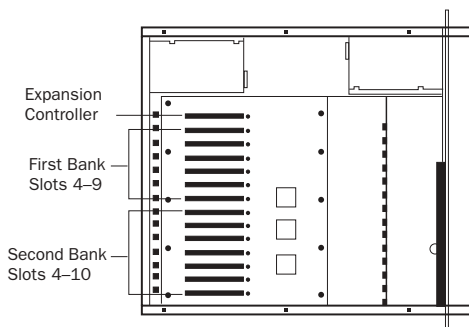 Expansion
Controller
First Bank
Slots 4–9
Second Bank
Slots 4–10